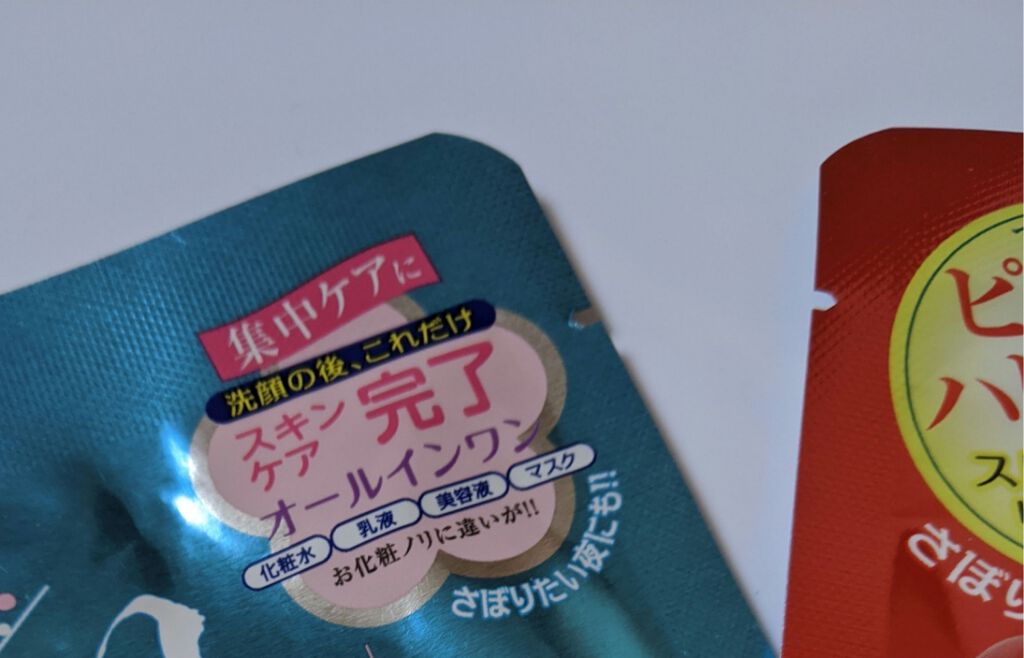 集中ケアに
洗顔の後、これだけ
スキン
ケア
完了
オールインワン
化粧水 乳液 美容液 マスク
お化粧ノリに違いが!!
さぼりたい夜にも!!
ピ
ハ
ス
さぼり